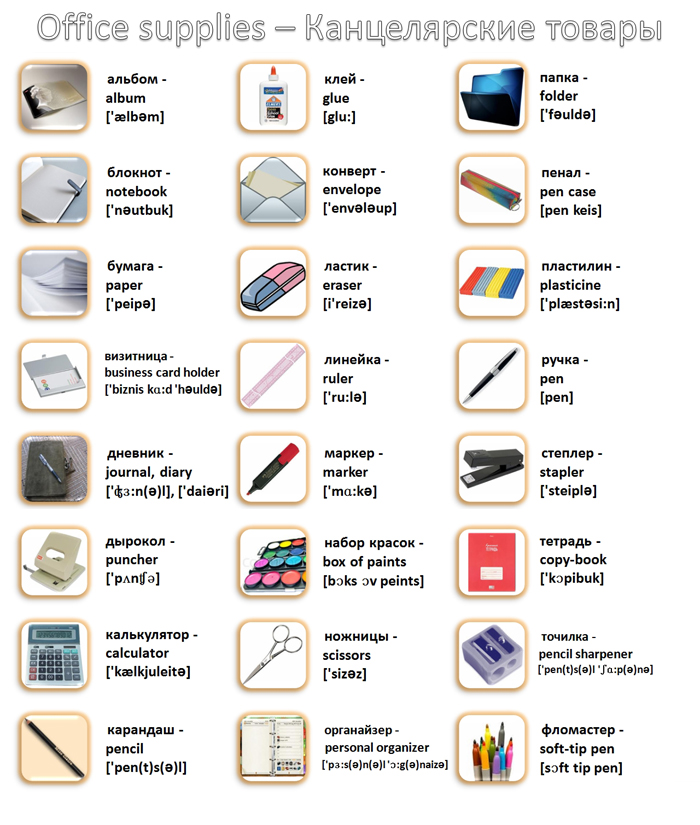 Office supplies – Канцелярские товары
альбом -
album
['ælbəm]
клей -
glue
[glu:]
папка -
folder
['fəuldə]
блокнот -
notebook
['nəutbuk]
конверт -
envelope
['envələup]
пенал -
pen case
[pen keis]
бумага -
paper
['peipə]
ластик -
eraser
[i'reizə]
пластилин -
plasticine
['plæstəsi:n]
визитница -
business card holder
['biznis kɑ:d 'həuldə]
линейка -
ruler
['ru:lə]
ручка -
pen
[pen]
дневник -
journal, diary
['ʤɜ:n(ə)l], ['daiəri]
маркер -
marker
['mɑ:kə]
степлер -
stapler
['steiplə]
дырокол -
puncher
['pʌnʧə]
набор красок -
box of paints
[bɔks ɔv peints]
тетрадь -
copy-book
['kɔpibuk]
калькулятор -
calculator
['kælkjuleitə]
ножницы -
scissors
['sizəz]
точилка -
pencil sharpener
['pen(t)s(ə)l 'ʃɑ:p(ə)nə]
карандаш -
pencil
['pen(t)s(ə)l]
органайзер -
personal organizer
['pɜ:s(ə)n(ə)l 'ɔ:g(ə)naizə]
фломастер -
soft-tip pen
[sɔft tip pen]